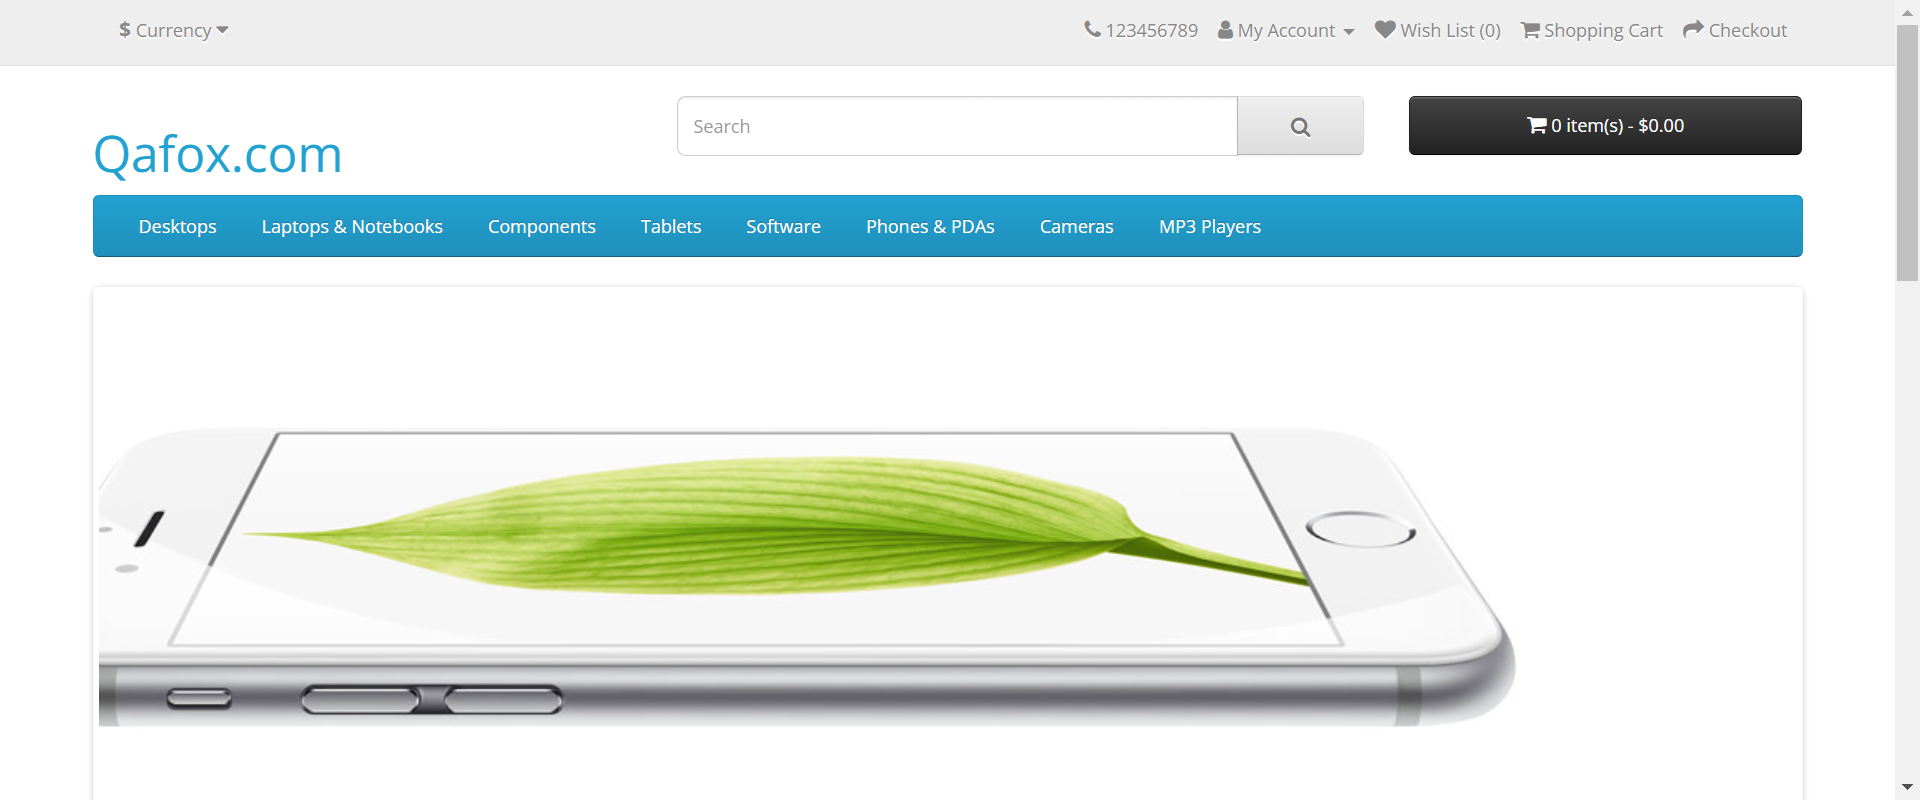 $ Currency 123456789 My Account Wish List (0) Shopping Cart Checkout
Qafox.com Search 0 item(s) - $0.00
Desktops Laptops & Notebooks Components Tablets Software Phones & PDAs Cameras MP3 Players